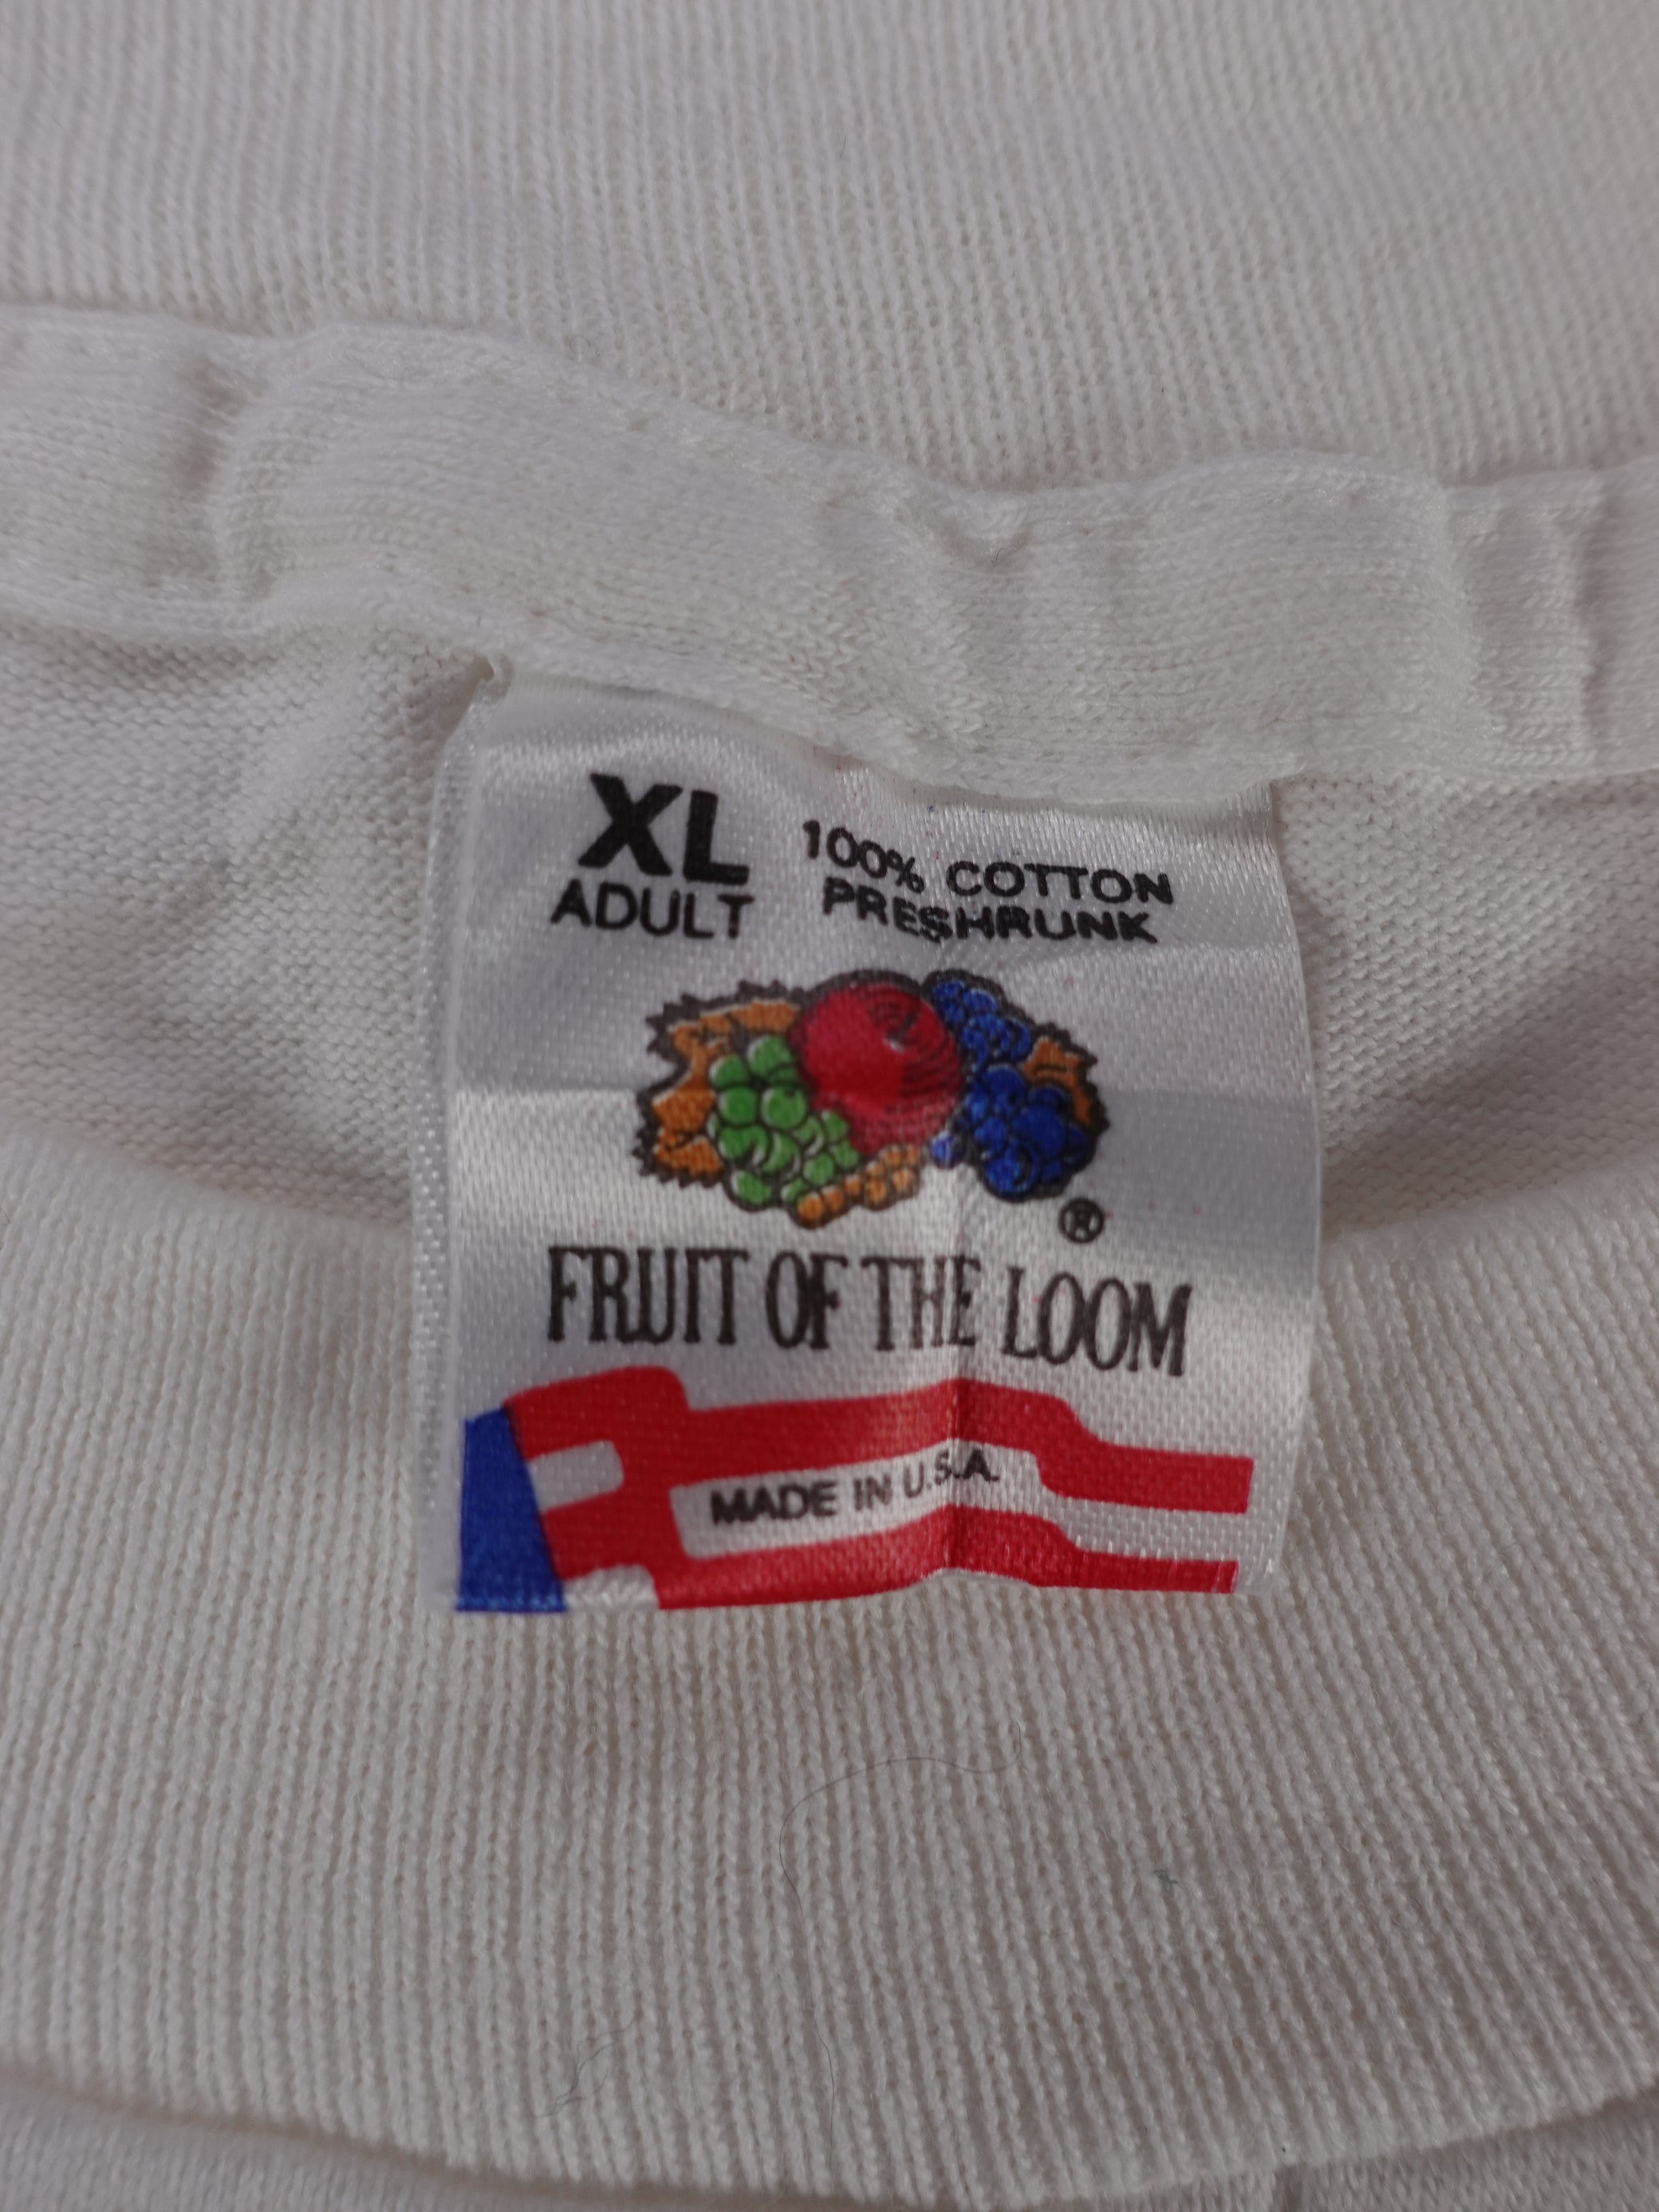 XL
ADULT
100% COTTON
PRESHRUNK
®
FRUIT OF THE LOOM
MADE IN U.S.A.